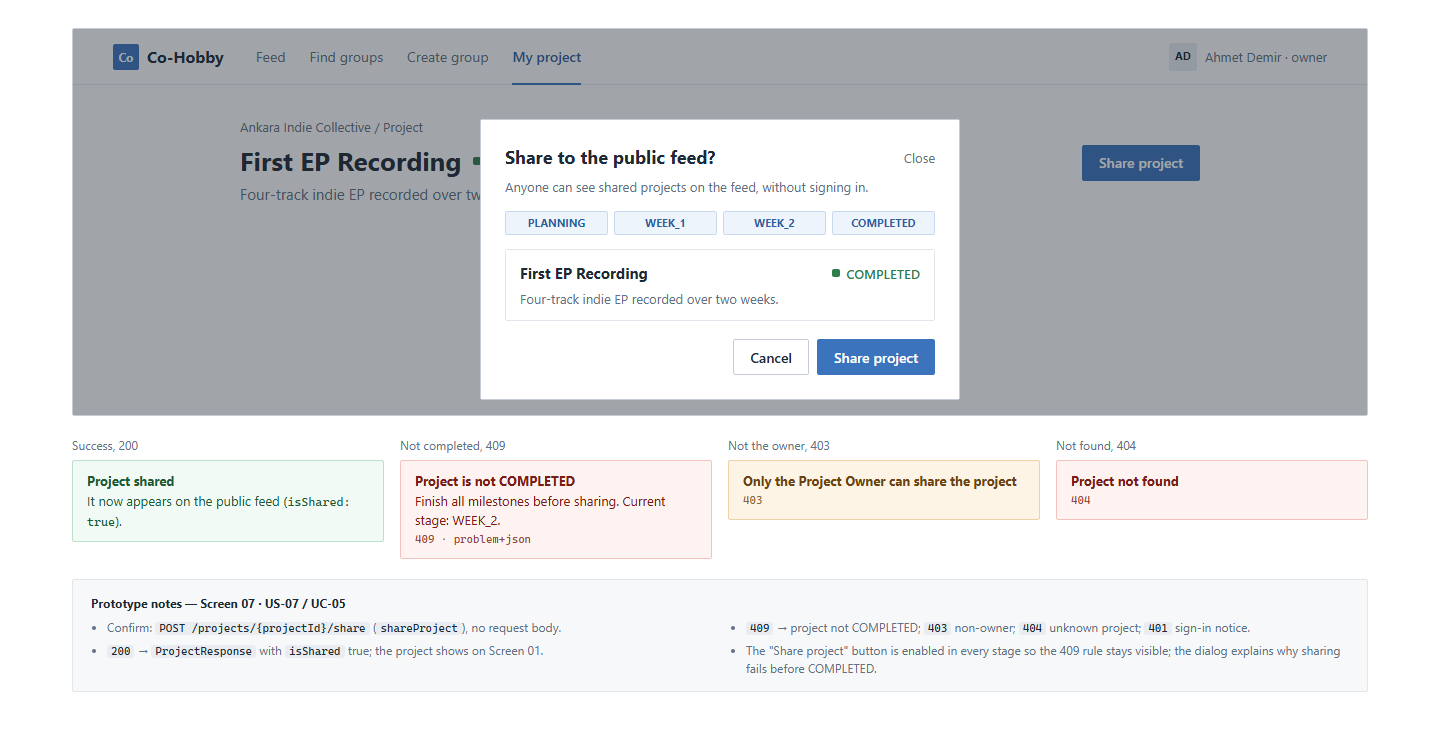 Co Co-Hobby Feed Find groups Create group My project AD Ahmet Demir · owner
Ankara Indie Collective / Project
First EP Recording
Four-track indie EP recorded over tw
Share project
Share to the public feed? Close
Anyone can see shared projects on the feed, without signing in.
PLANNING WEEK_1 WEEK_2 COMPLETED
First EP Recording COMPLETED
Four-track indie EP recorded over two weeks.
Cancel Share project
Success, 200
Project shared
It now appears on the public feed (isShared:
true).
Not completed, 409
Project is not COMPLETED
Finish all milestones before sharing. Current
stage: WEEK_2.
409 · problem+json
Not the owner, 403
Only the Project Owner can share the project
403
Not found, 404
Project not found
404
Prototype notes — Screen 07 · US-07 / UC-05
• Confirm: POST /projects/{projectId}/share (shareProject), no request body.
• 200 → ProjectResponse with isShared true; the project shows on Screen 01.
• 409 → project not COMPLETED; 403 non-owner; 404 unknown project; 401 sign-in notice.
• The "Share project" button is enabled in every stage so the 409 rule stays visible; the dialog explains why sharing
fails before COMPLETED.